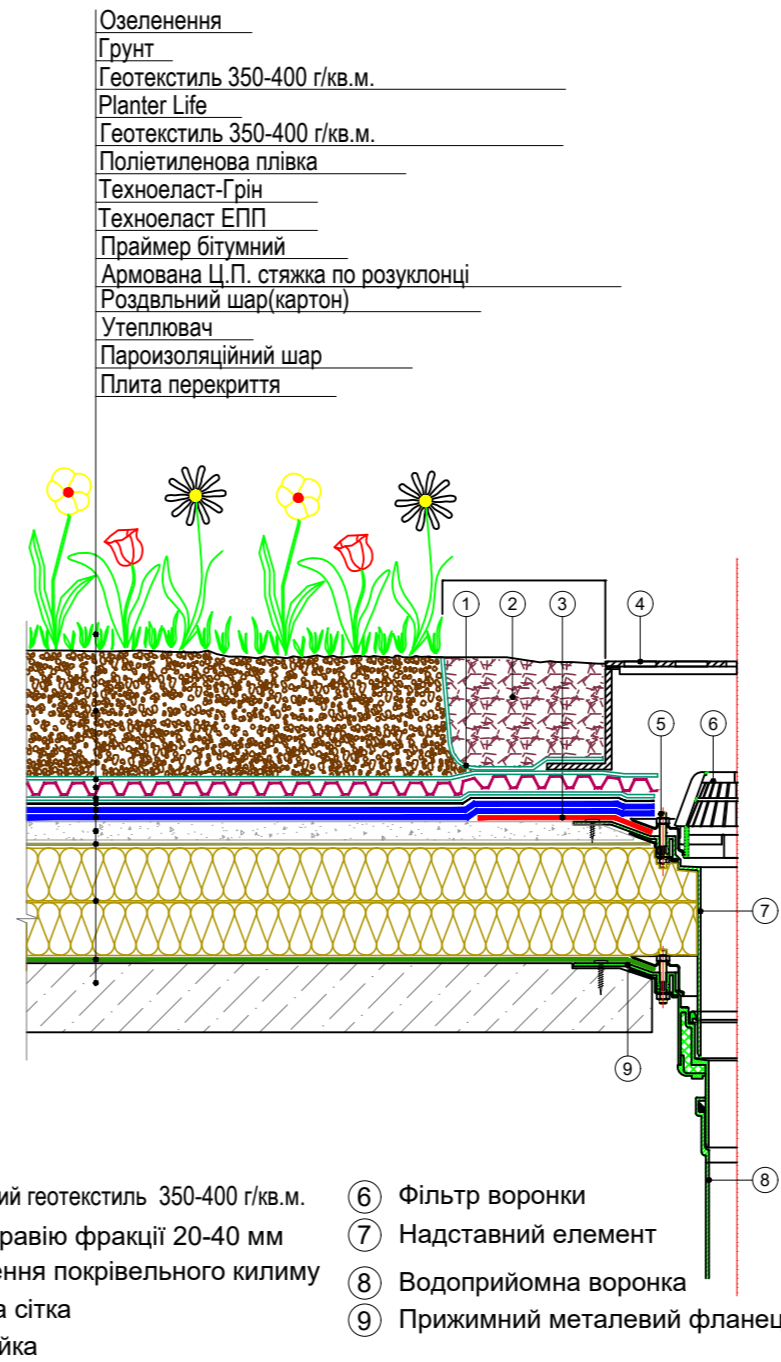 Озеленення
Грунт
Геотекстиль 350-400 г/кв.м.
Planter Life
Геотекстиль 350-400 г/кв.м.
Поліетиленова плівка
Техноеласт-Грін
Техноеласт ЕПП
Праймер бітумний
Армована Ц.П. стяжка по розуклонці
Роздвльний шар(картон)
Утеплювач
Пароизоляційний шар
Плита перекриття
1 2 3 4
5 6
7
9
8
ий геотекстиль 350-400 г/кв.м.
равію фракції 20-40 мм
ення покрівельного килиму
а сітка
йка
6 Фільтр воронки
7 Надставний елемент
8 Водоприйомна воронка
9 Прижимний металевий фланец